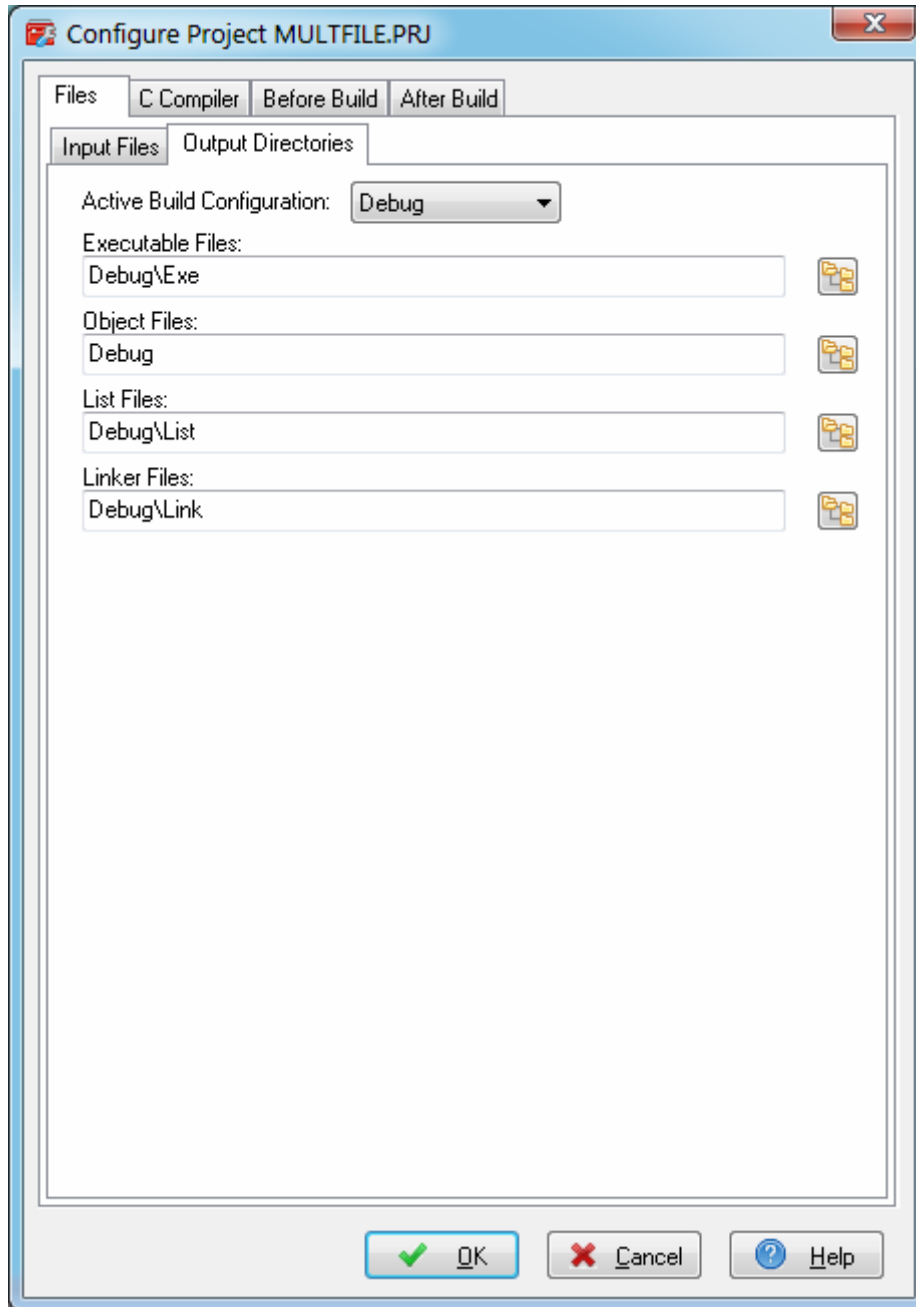 Configure Project MULTFILE.PRJ
Files C Compiler Before Build After Build
Input Files Output Directories
Active Build Configuration: Debug
Executable Files:
Debug\Exe
Object Files:
Debug
List Files:
Debug\List
Linker Files:
Debug\Link
OK Cancel Help